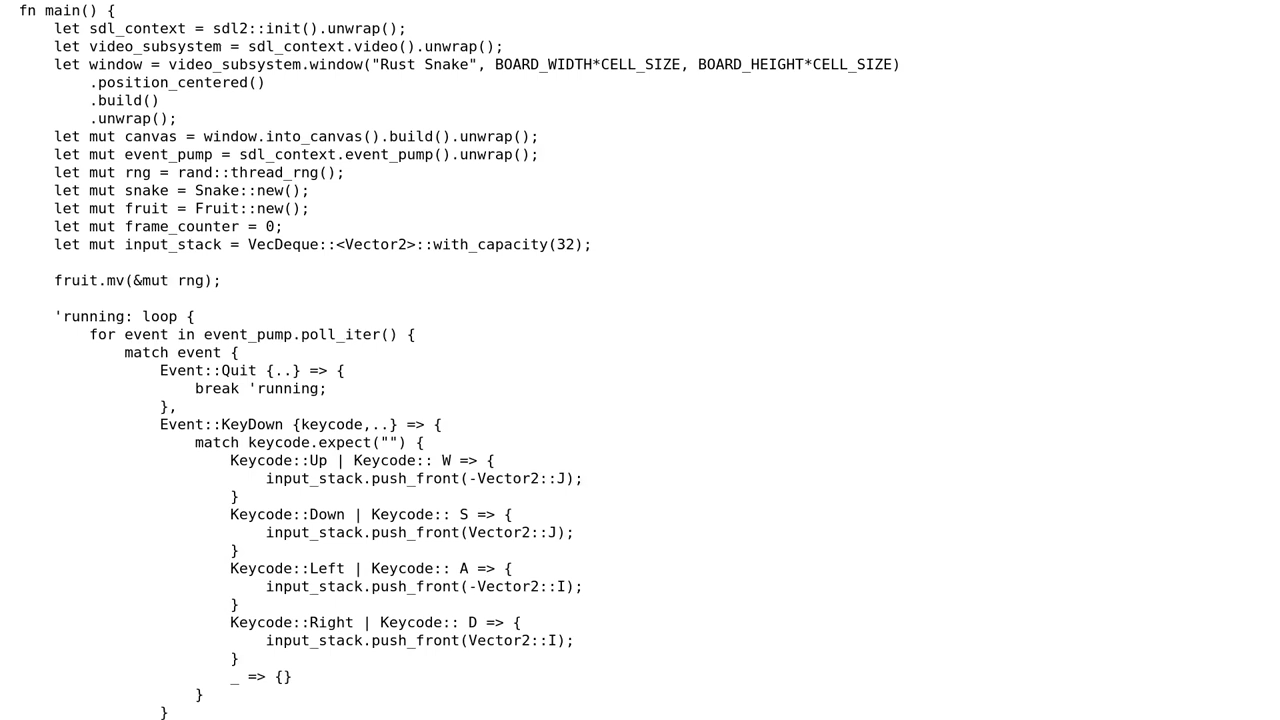 fn main() {
    let sdl_context = sdl2::init().unwrap();
    let video_subsystem = sdl_context.video().unwrap();
    let window = video_subsystem.window("Rust Snake", BOARD_WIDTH*CELL_SIZE, BOARD_HEIGHT*CELL_SIZE)
        .position_centered()
        .build()
        .unwrap();
    let mut canvas = window.into_canvas().build().unwrap();
    let mut event_pump = sdl_context.event_pump().unwrap();
    let mut rng = rand::thread_rng();
    let mut snake = Snake::new();
    let mut fruit = Fruit::new();
    let mut frame_counter = 0;
    let mut input_stack = VecDeque::<Vector2>::with_capacity(32);

    fruit.mv(&mut rng);

    'running: loop {
        for event in event_pump.poll_iter() {
            match event {
                Event::Quit {..} => {
                    break 'running;
                },
                Event::KeyDown {keycode,..} => {
                    match keycode.expect("") {
                        Keycode::Up | Keycode:: W => {
                            input_stack.push_front(-Vector2::J);
                        }
                        Keycode::Down | Keycode:: S => {
                            input_stack.push_front(Vector2::J);
                        }
                        Keycode::Left | Keycode:: A => {
                            input_stack.push_front(-Vector2::I);
                        }
                        Keycode::Right | Keycode:: D => {
                            input_stack.push_front(Vector2::I);
                        }
                        _ => {}
                    }
                }